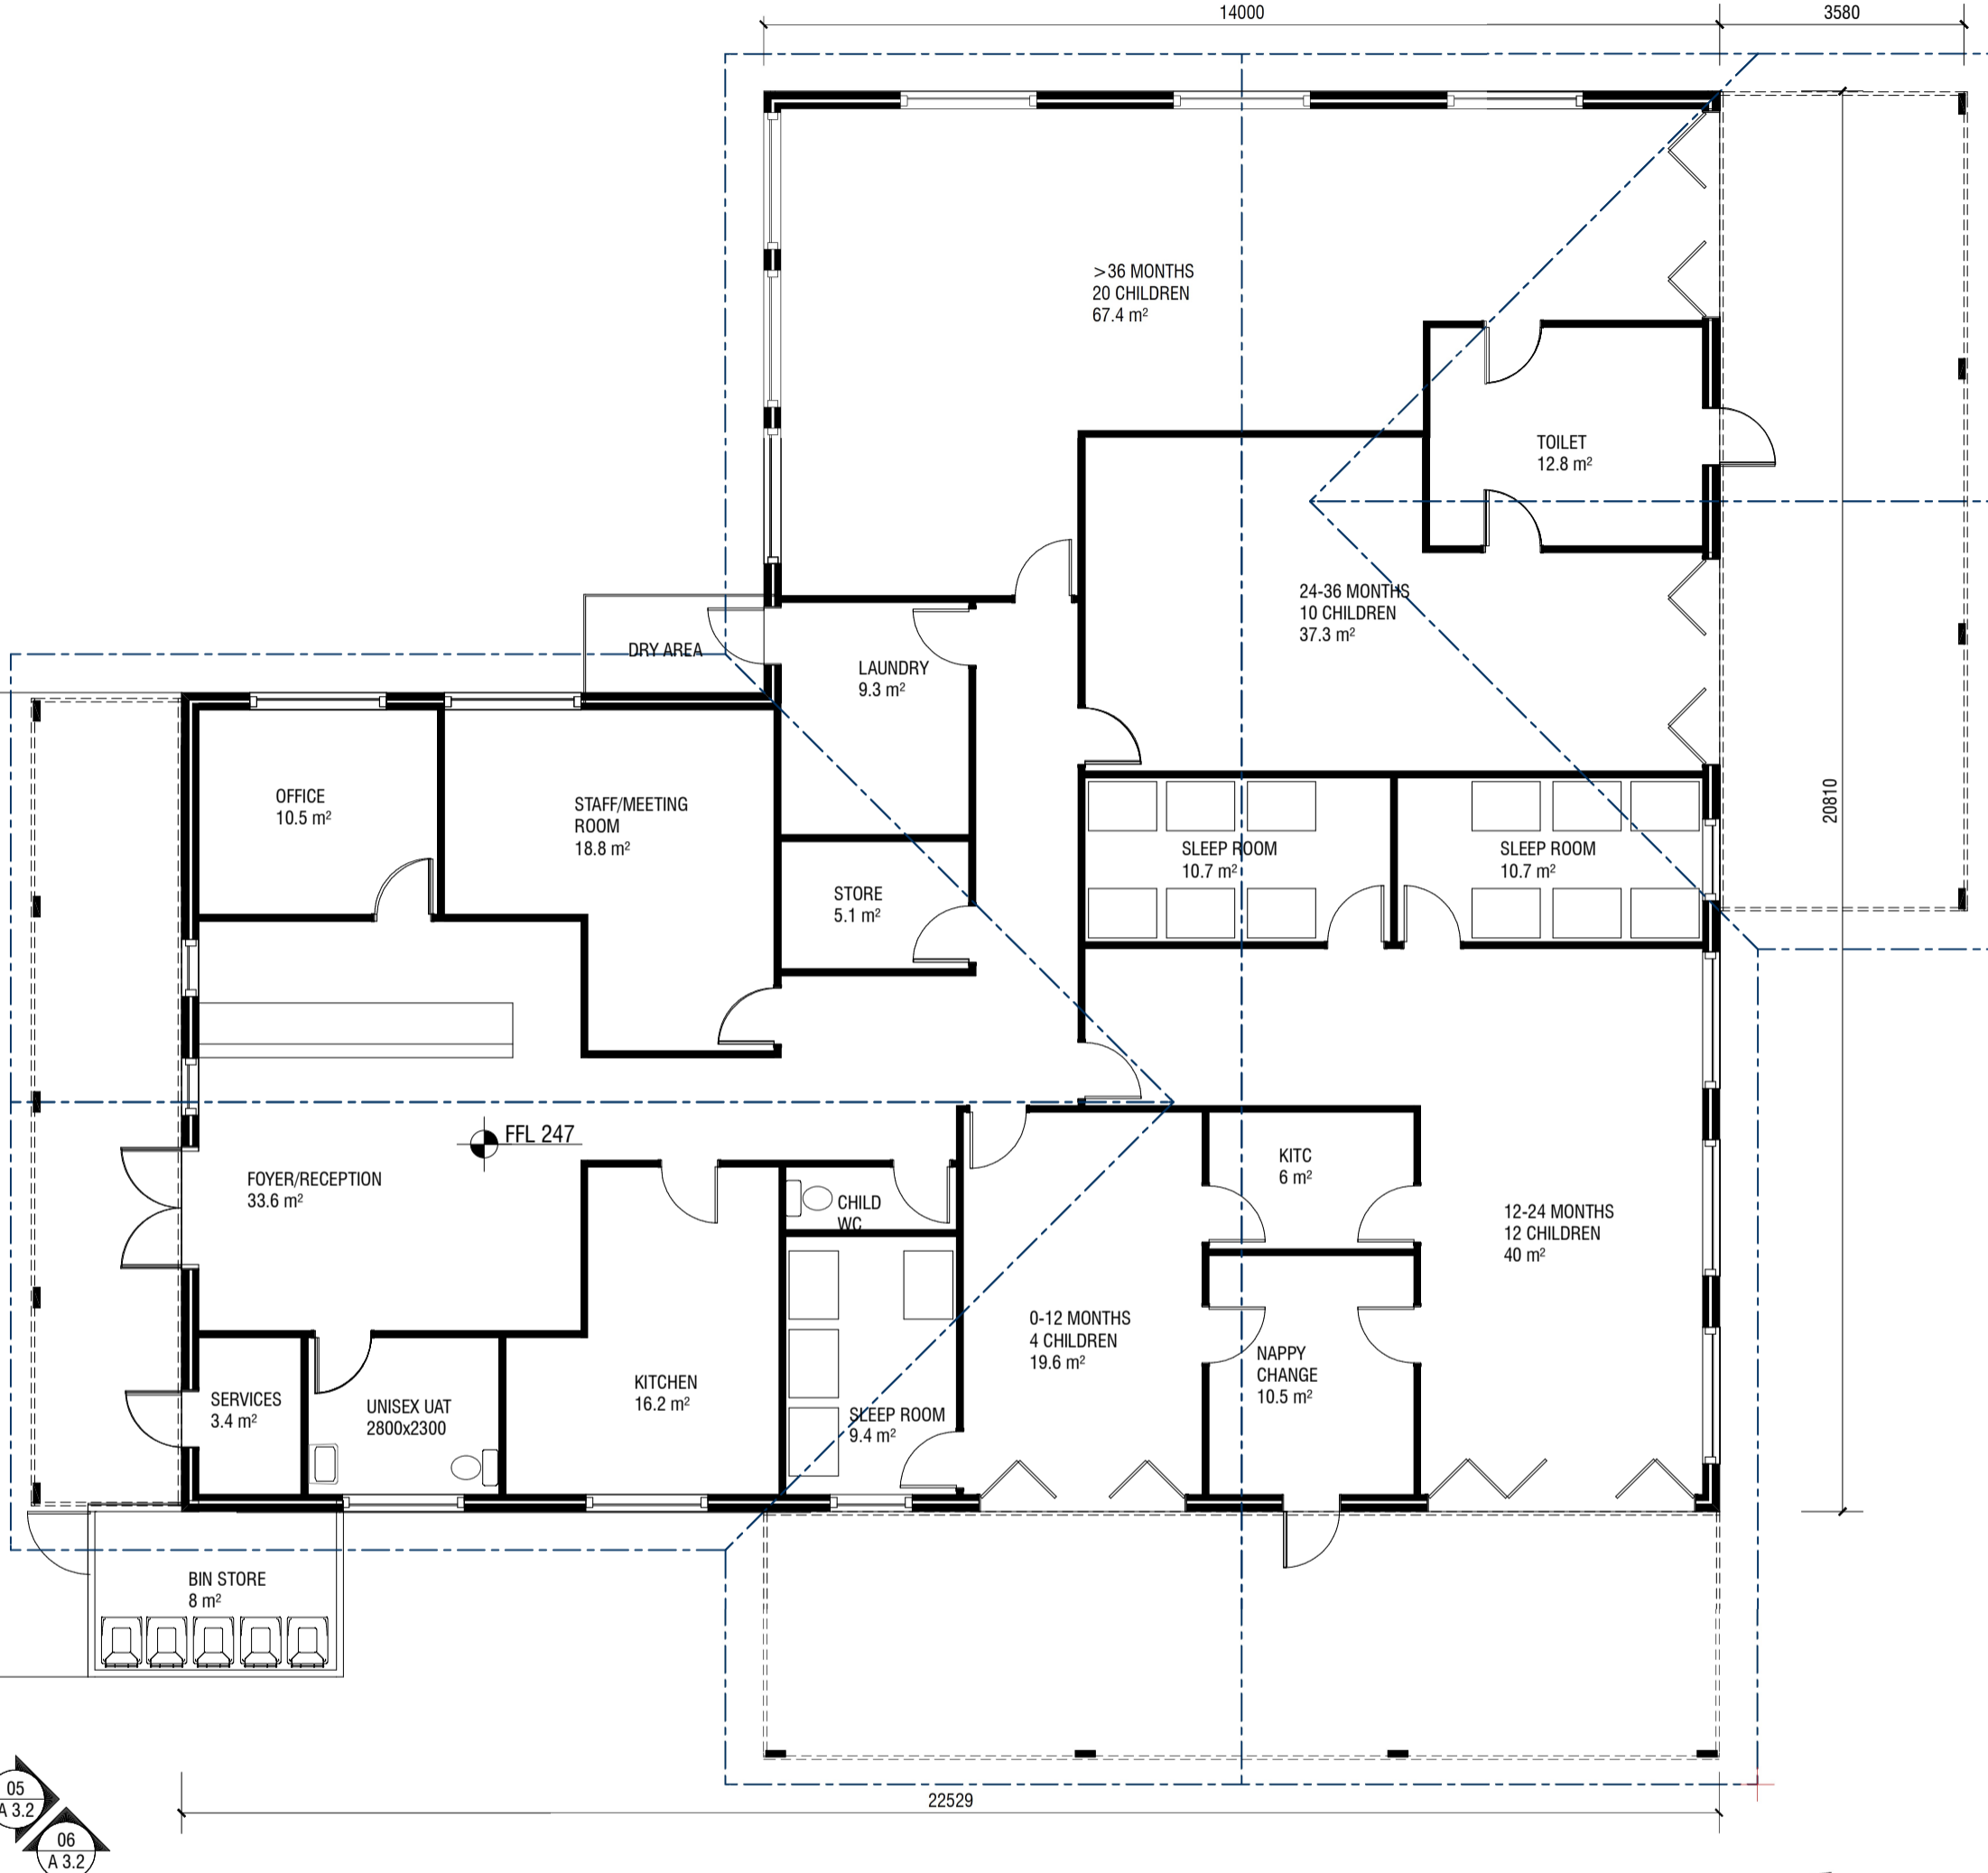 14000
3580
>36 MONTHS
20 CHILDREN
67.4 m²
TOILET
12.8 m²
24-36 MONTHS
10 CHILDREN
37.3 m²
DRY AREA
LAUNDRY
9.3 m²
OFFICE
10.5 m²
STAFF/MEETING
ROOM
18.8 m²
STORE
5.1 m²
SLEEP ROOM
10.7 m²
SLEEP ROOM
10.7 m²
20810
FFL 247
FOYER/RECEPTION
33.6 m²
CHILD
WC
KITC
6 m²
12-24 MONTHS
12 CHILDREN
40 m²
0-12 MONTHS
4 CHILDREN
19.6 m²
NAPPY
CHANGE
10.5 m²
SERVICES
3.4 m²
UNISEX UAT
2800x2300
KITCHEN
16.2 m²
SLEEP ROOM
9.4 m²
BIN STORE
8 m²
22529
05
A 3.2
06
A 3.2